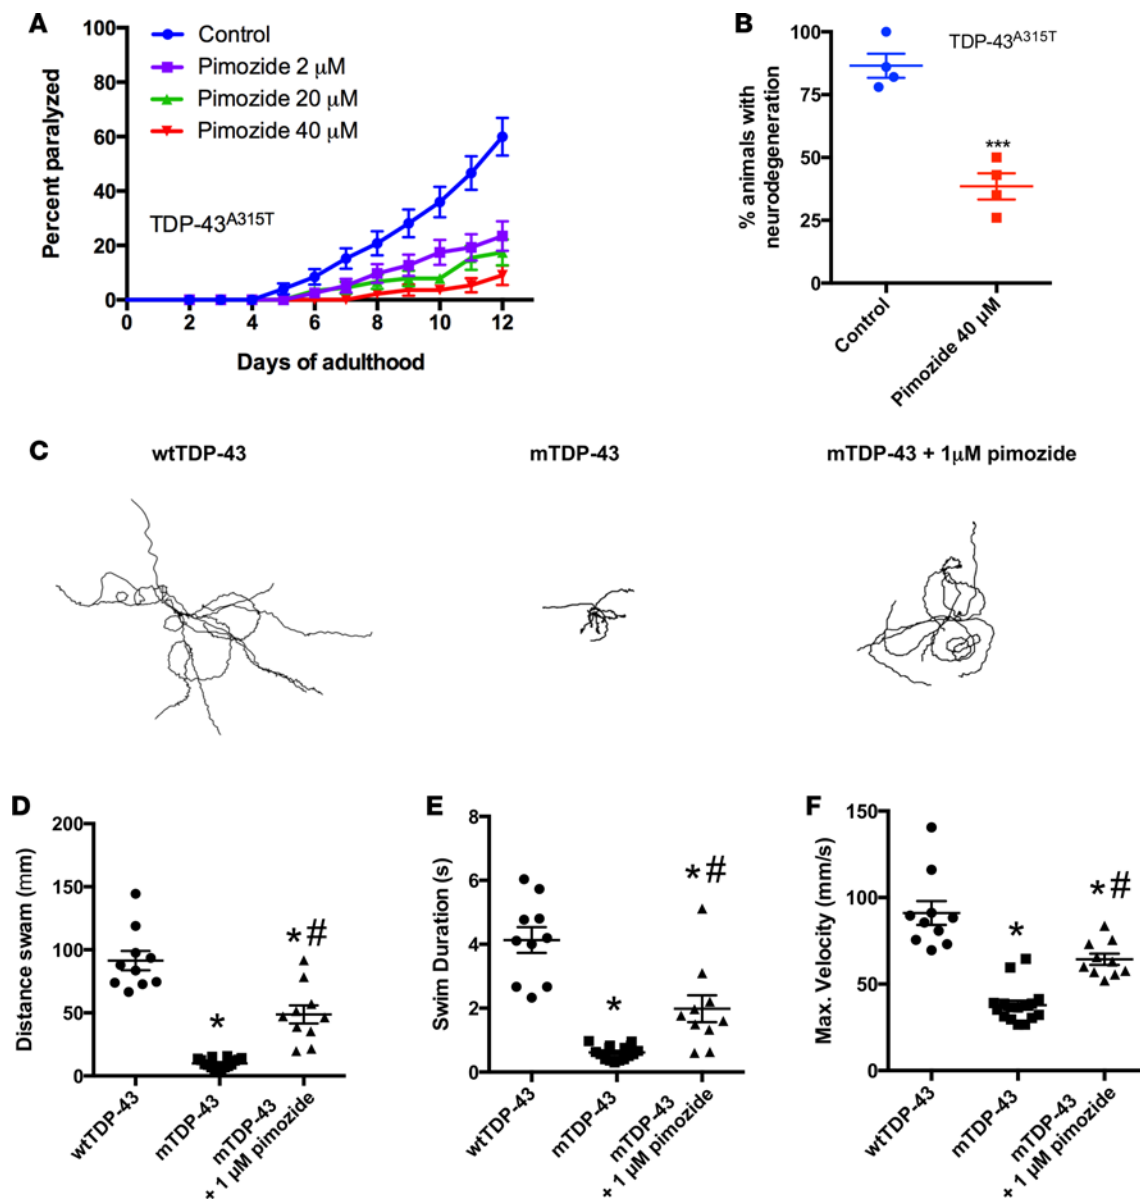 A
Control
Pimozide 2 μM
Pimozide 20 μM
Pimozide 40 μM
Percent paralyzed
100
80
60
40
20
0
TDP-43A315T
0 2 4 6 8 10 12
Days of adulthood
B
TDP-43A315T
% animals with
neurodegeneration
100
75
50
25
0
***
Control
Pimozide 40 μM
C
wtTDP-43
mTDP-43
mTDP-43 + 1μM pimozide
D
Distance swam (mm)
200
150
100
50
0
*
*#
wtTDP-43
mTDP-43
mTDP-43
+ 1 μM pimozide
E
Swim Duration (s)
8
6
4
2
0
*
*#
wtTDP-43
mTDP-43
mTDP-43
+ 1 μM pimozide
F
Max. Velocity (mm/s)
150
100
50
0
*
*#
wtTDP-43
mTDP-43
mTDP-43
+ 1 μM pimozide